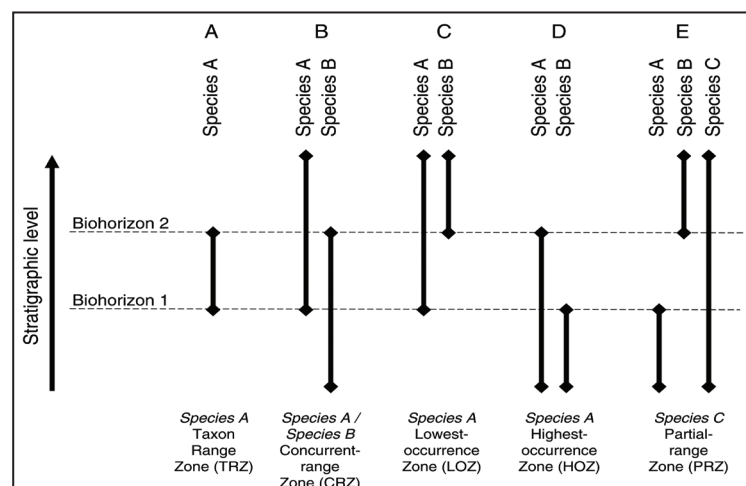 A B C D E
Species A
Species A
Species B
Species A
Species B
Species A
Species B
Species A
Species B
Species C
Stratigraphic level
Biohorizon 2
Biohorizon 1
Species A
Taxon
Range
Zone (TRZ)
Species A /
Species B
Concurrent-
range
Zone (CRZ)
Species A
Lowest-
occurrence
Zone (LOZ)
Species A
Highest-
occurrence
Zone (HOZ)
Species C
Partial-
range
Zone (PRZ)